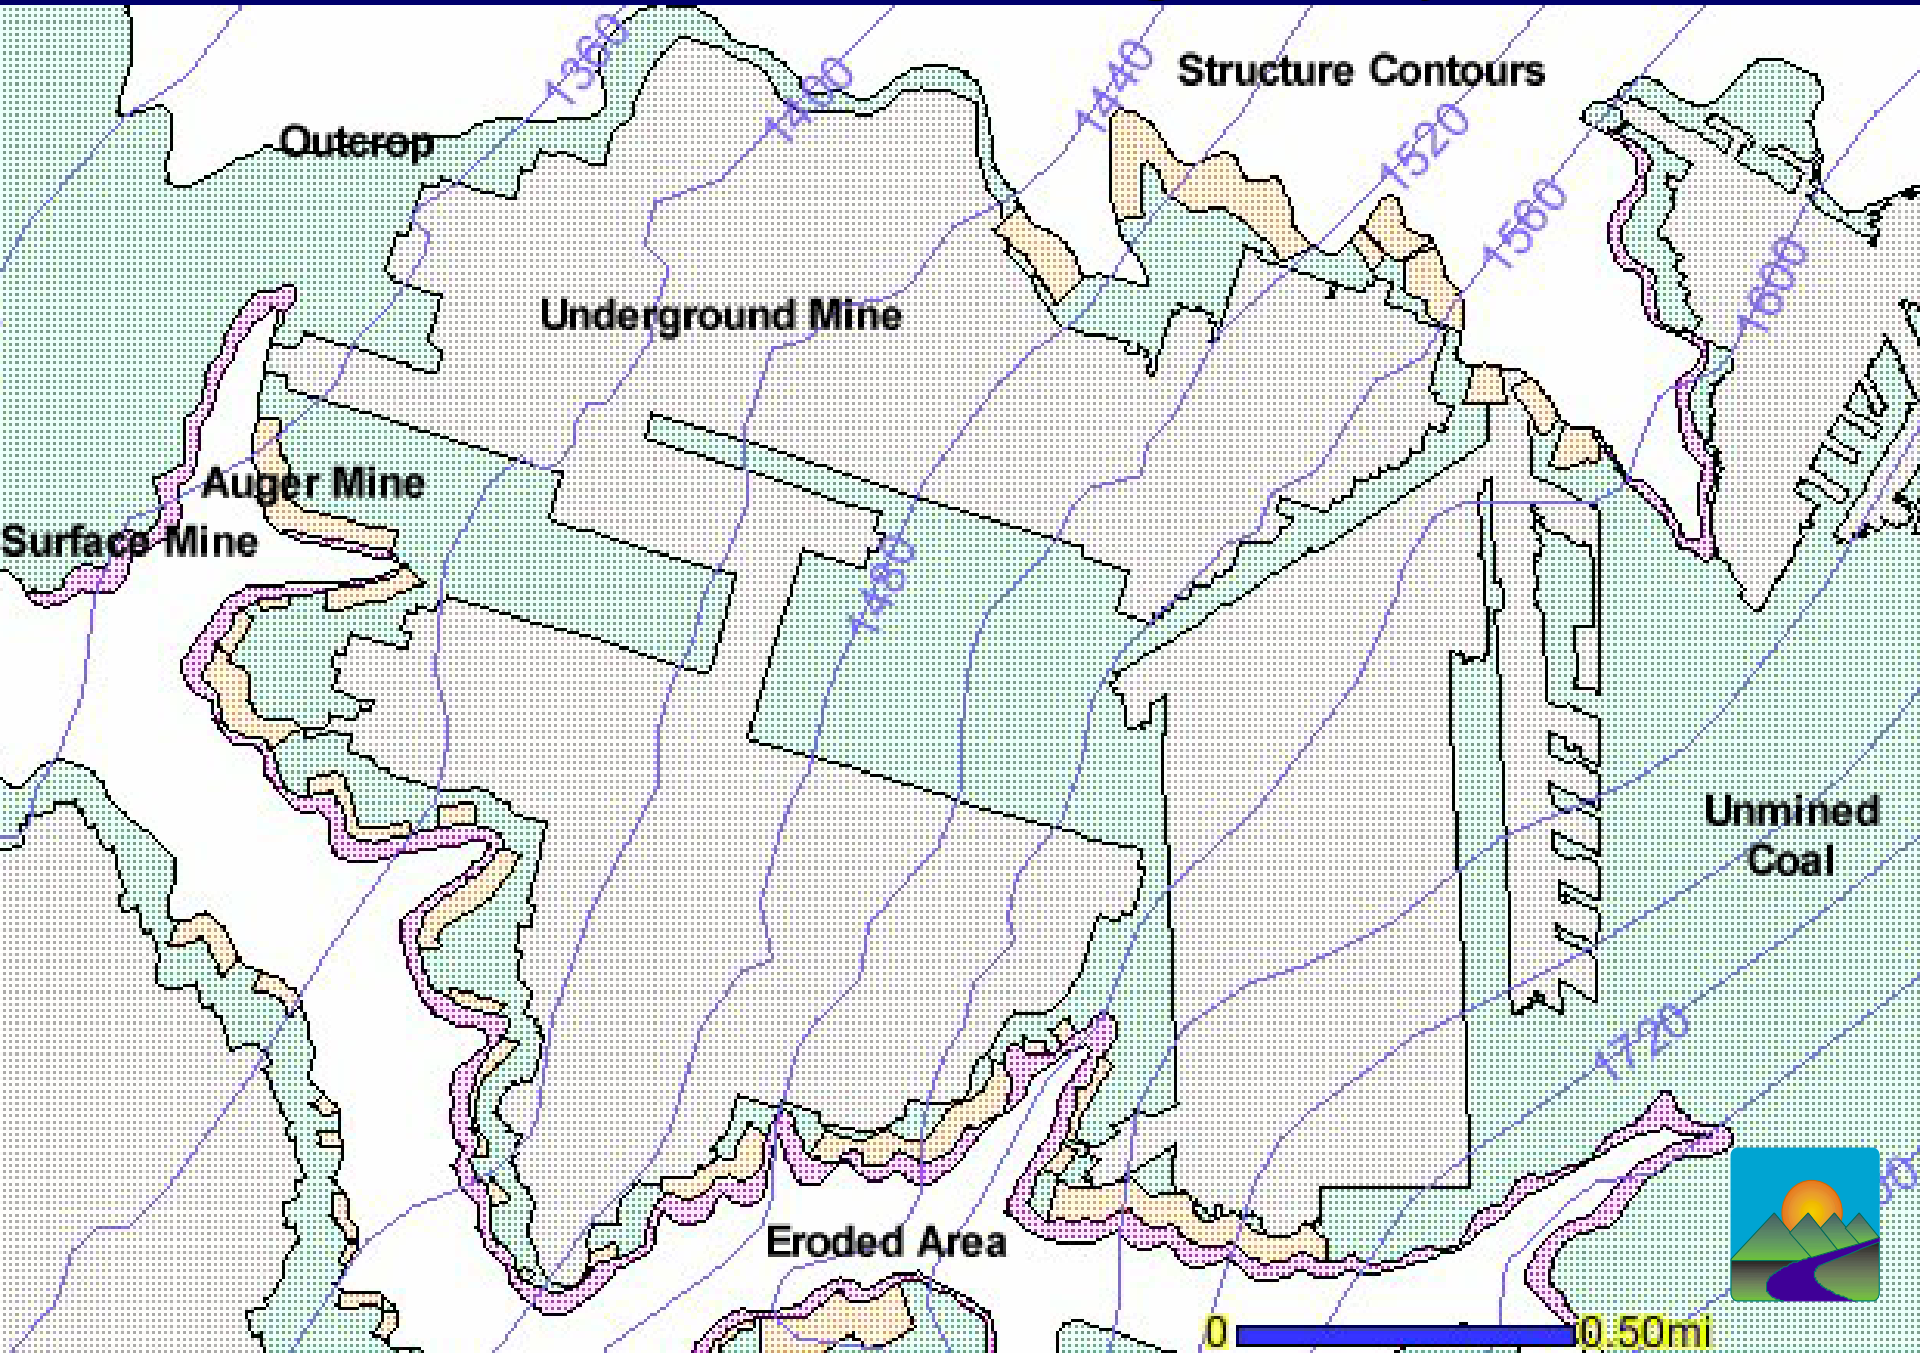 1360
1400
1440
Structure Contours
1520
Outcrop
1560
1600
Underground Mine
Auger Mine
Surface Mine
1480
Unmined
Coal
1720
Eroded Area
0
0.50mi